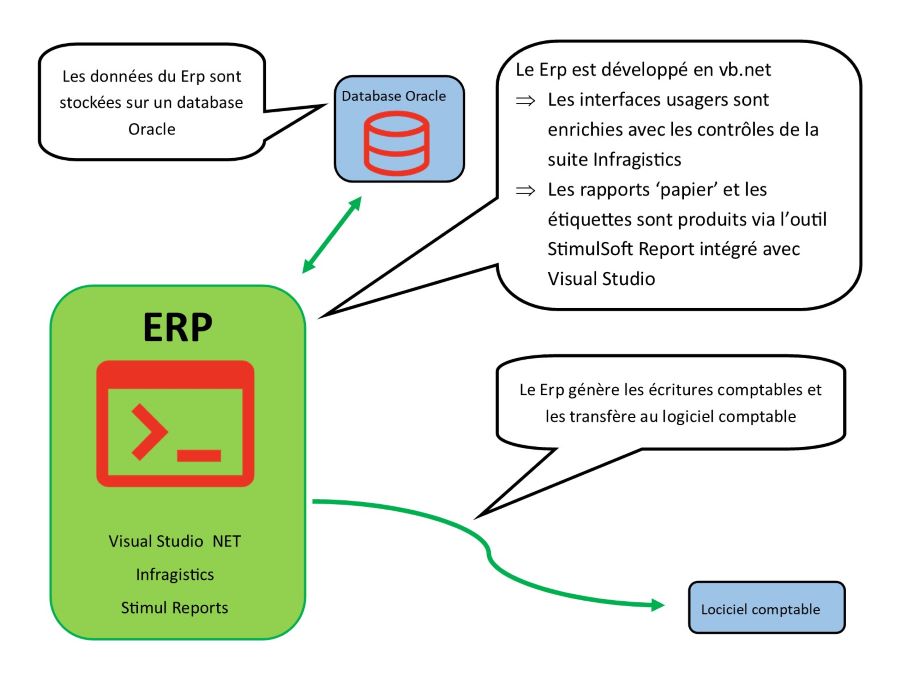 Les données du Erp sont
stockées sur un database
Oracle
Database Oracle
Le Erp est développé en vb.net
⇒ Les interfaces usagers sont
enrichies avec les contrôles de la
suite Infragistics
⇒ Les rapports ‘papier’ et les
étiquettes sont produits via l’outil
StimulSoft Report intégré avec
Visual Studio
ERP
Visual Studio NET
Infragistics
Stimul Reports
Le Erp génère les écritures comptables et
les transfère au logiciel comptable
Lociciel comptable